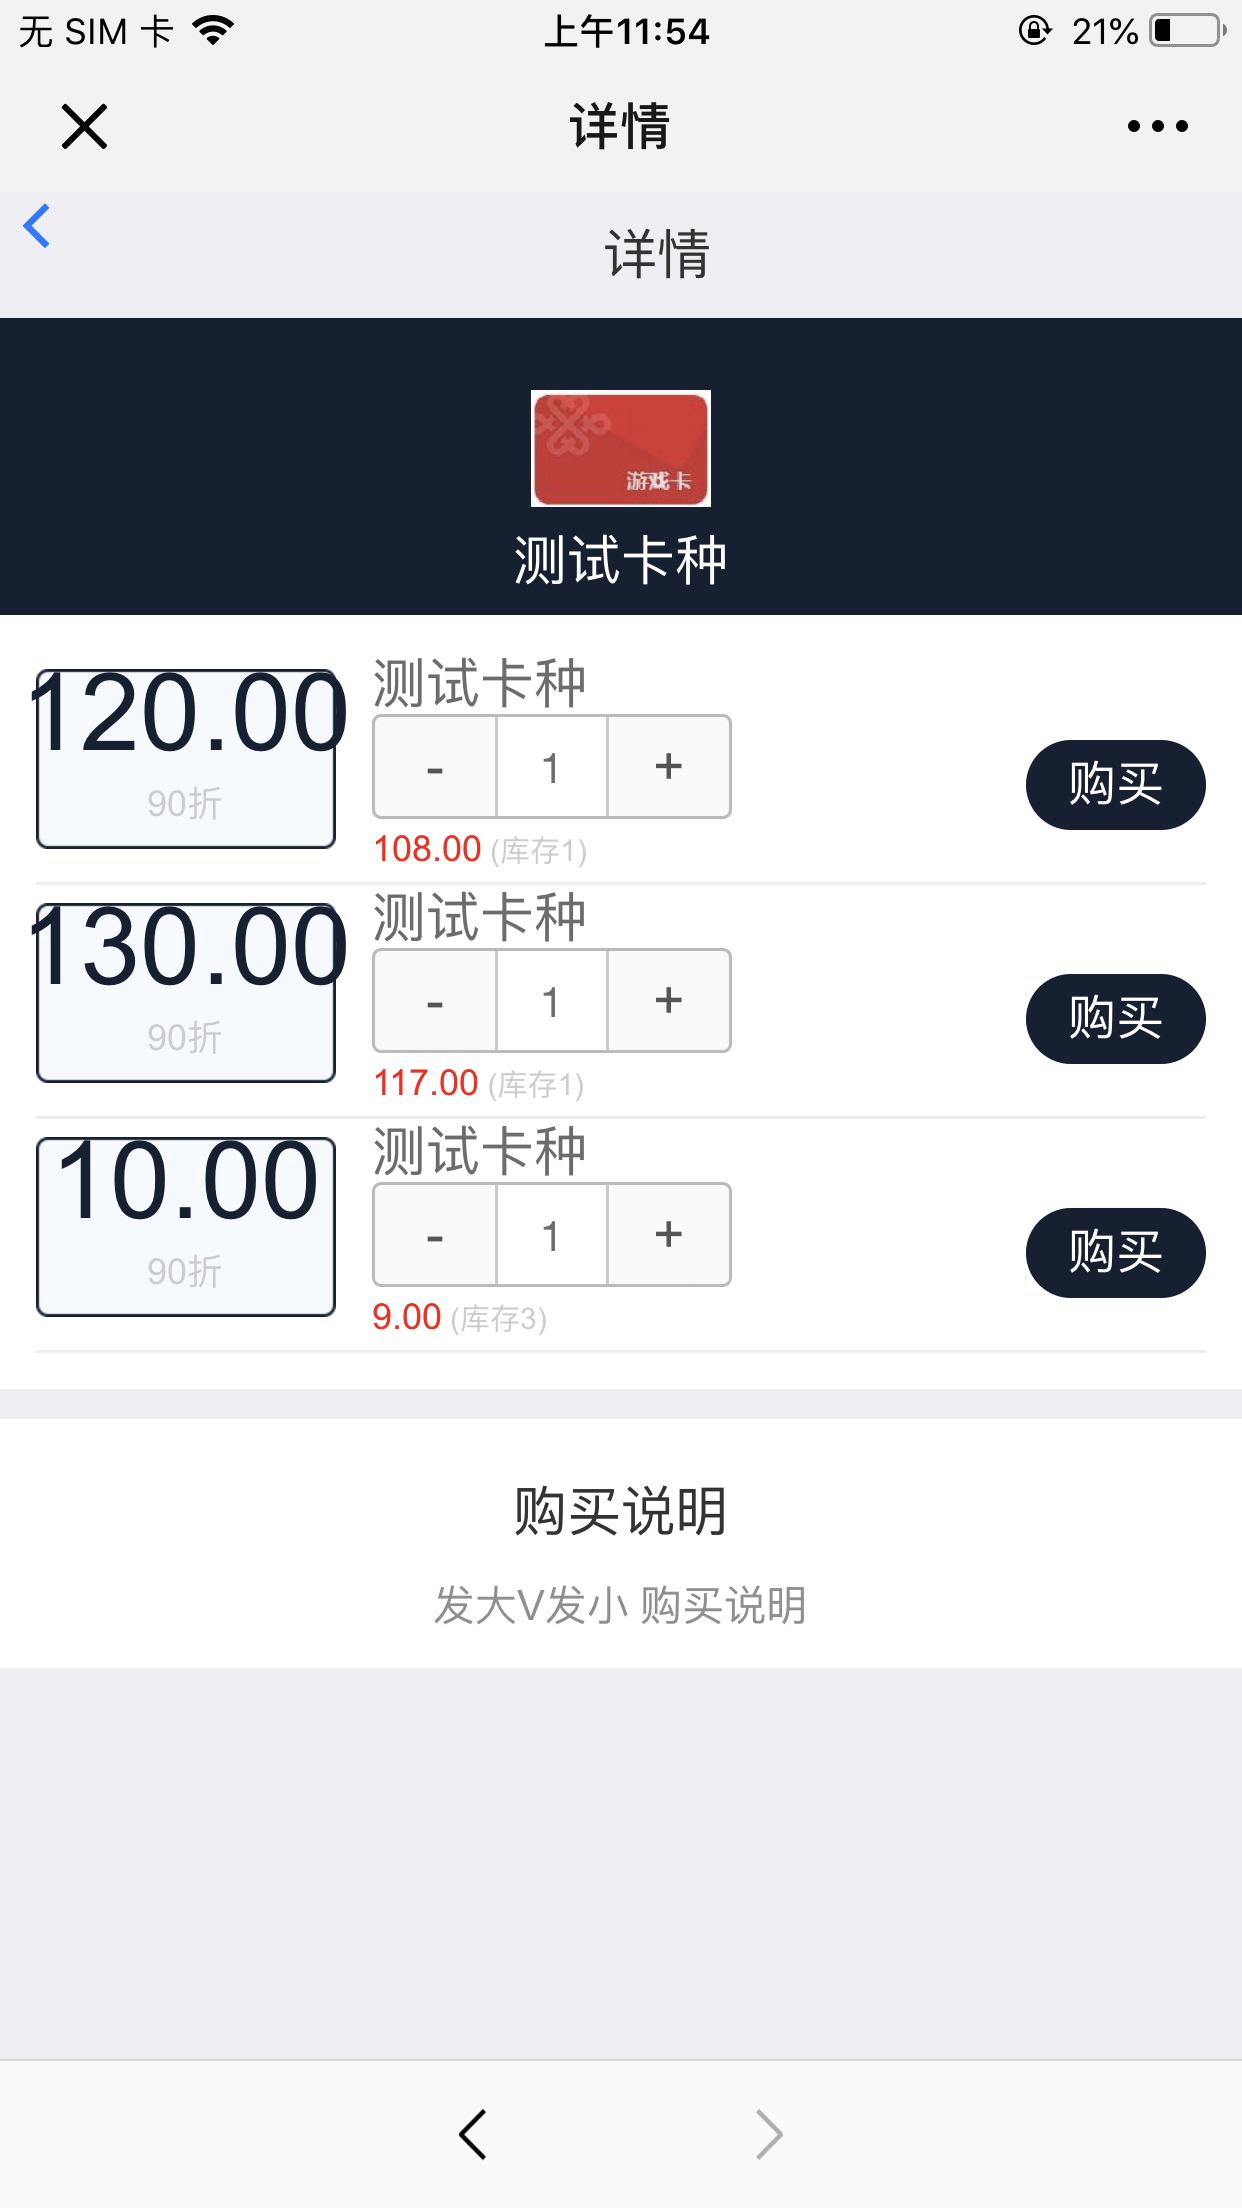 无 SIM 卡 上午11:54 21%
详情
详情
游戏卡
测试卡种
120.00
90折
测试卡种
- 1 +
108.00 (库存1)
购买
130.00
90折
测试卡种
- 1 +
117.00 (库存1)
购买
10.00
90折
测试卡种
- 1 +
9.00 (库存3)
购买
购买说明
发大V发小 购买说明